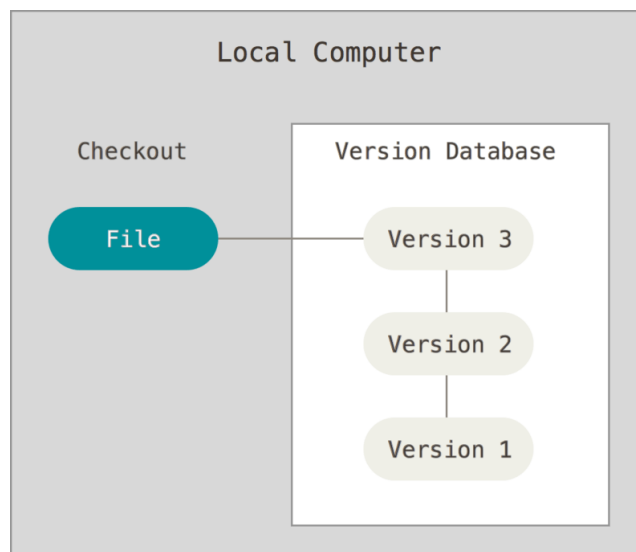 Local Computer
Checkout
Version Database
File
Version 3
Version 2
Version 1